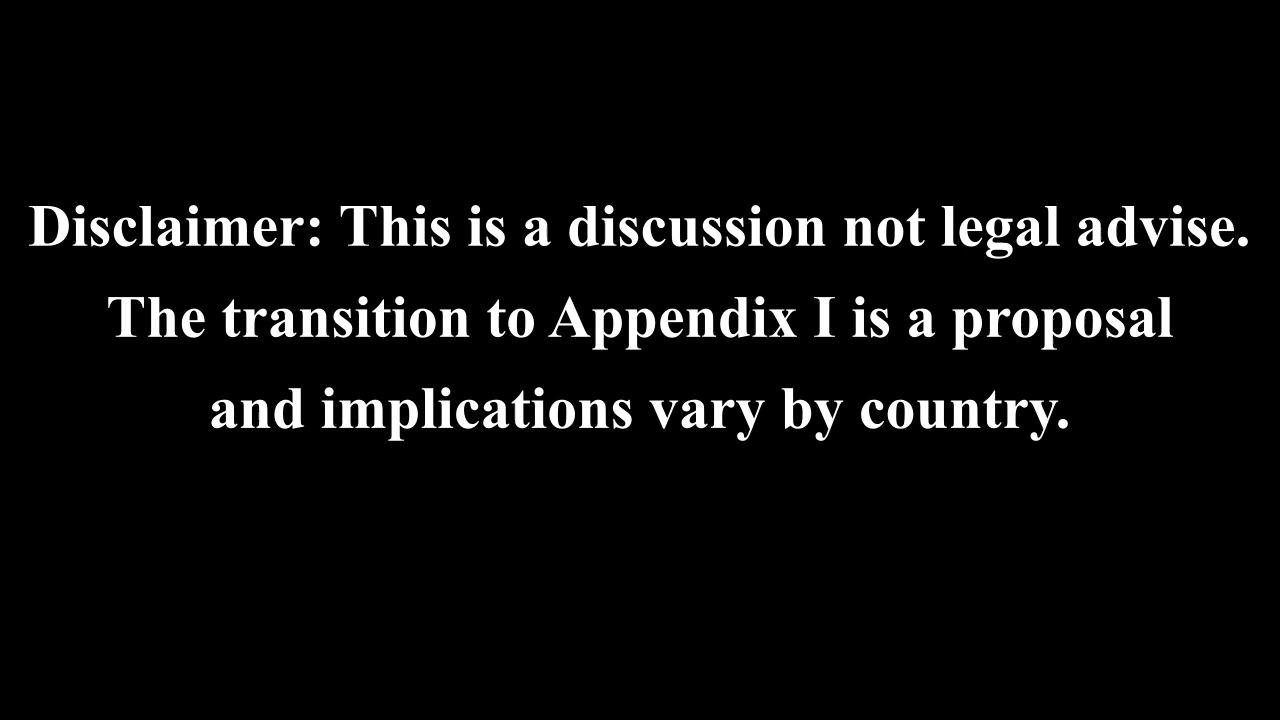 Disclaimer: This is a discussion not legal advise.
The transition to Appendix I is a proposal
and implications vary by country.